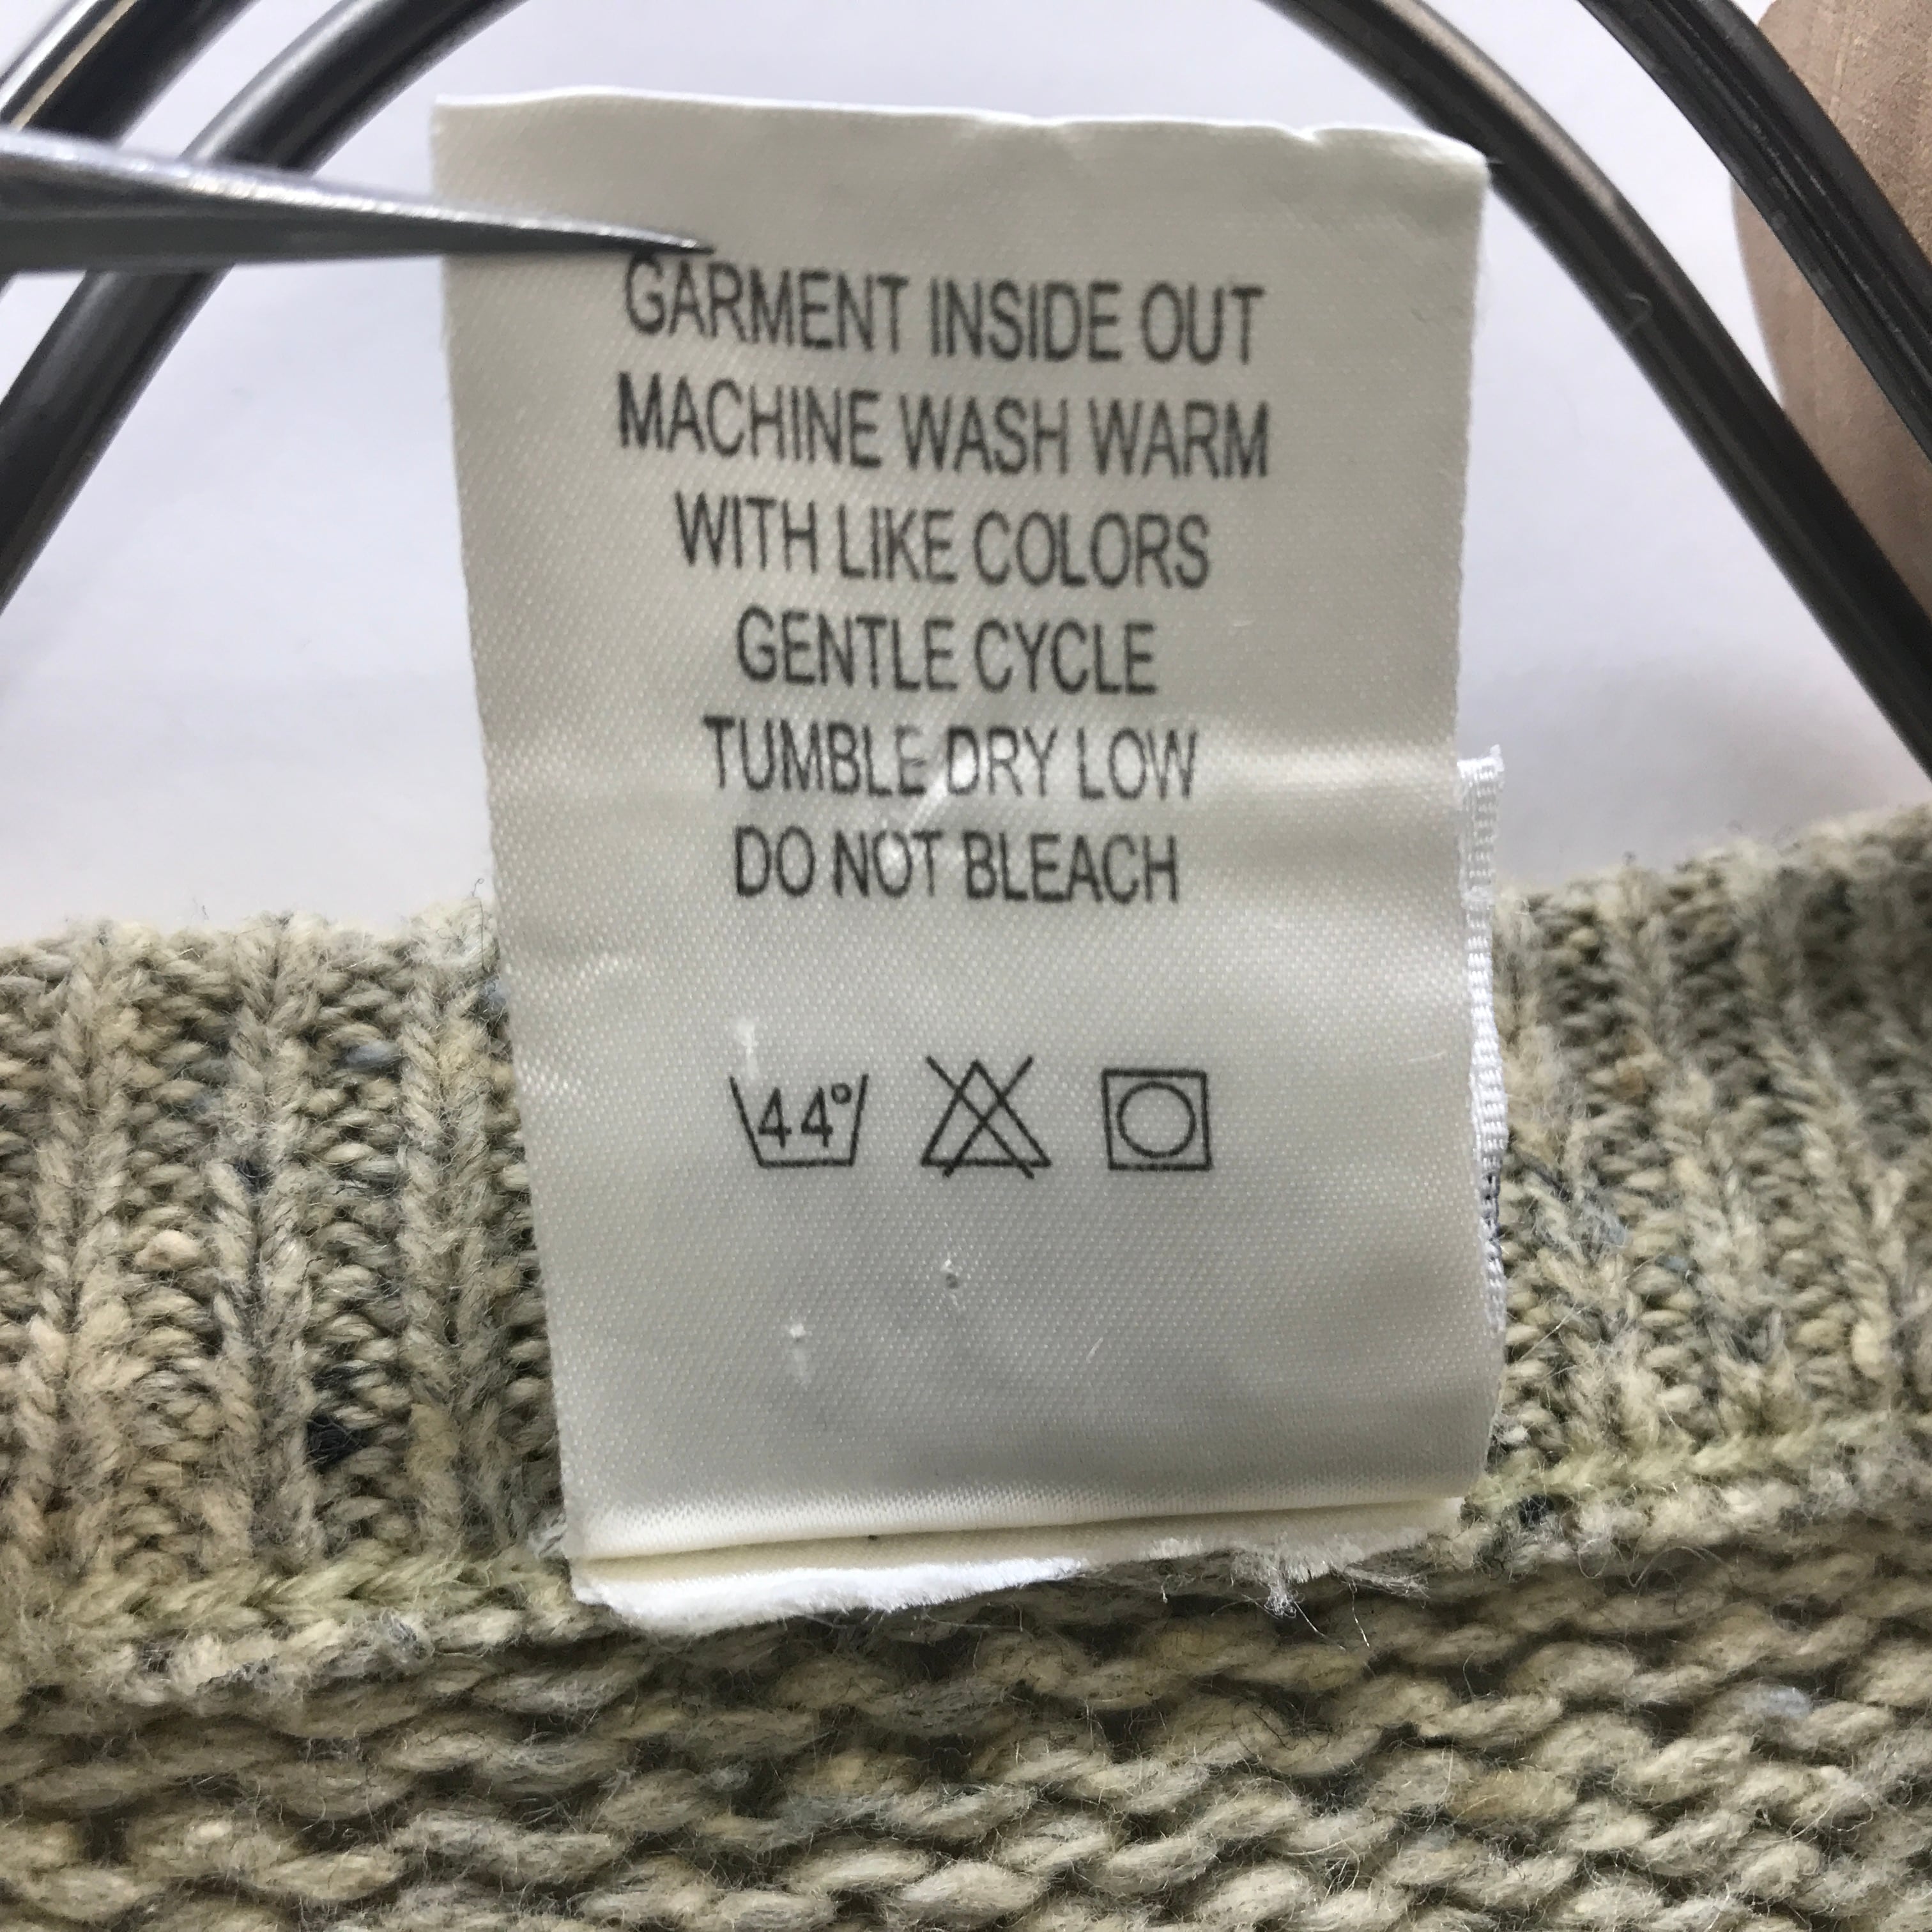 GARMENT INSIDE OUT
MACHINE WASH WARM
WITH LIKE COLORS
GENTLE CYCLE
TUMBLE DRY LOW
DO NOT BLEACH
44°